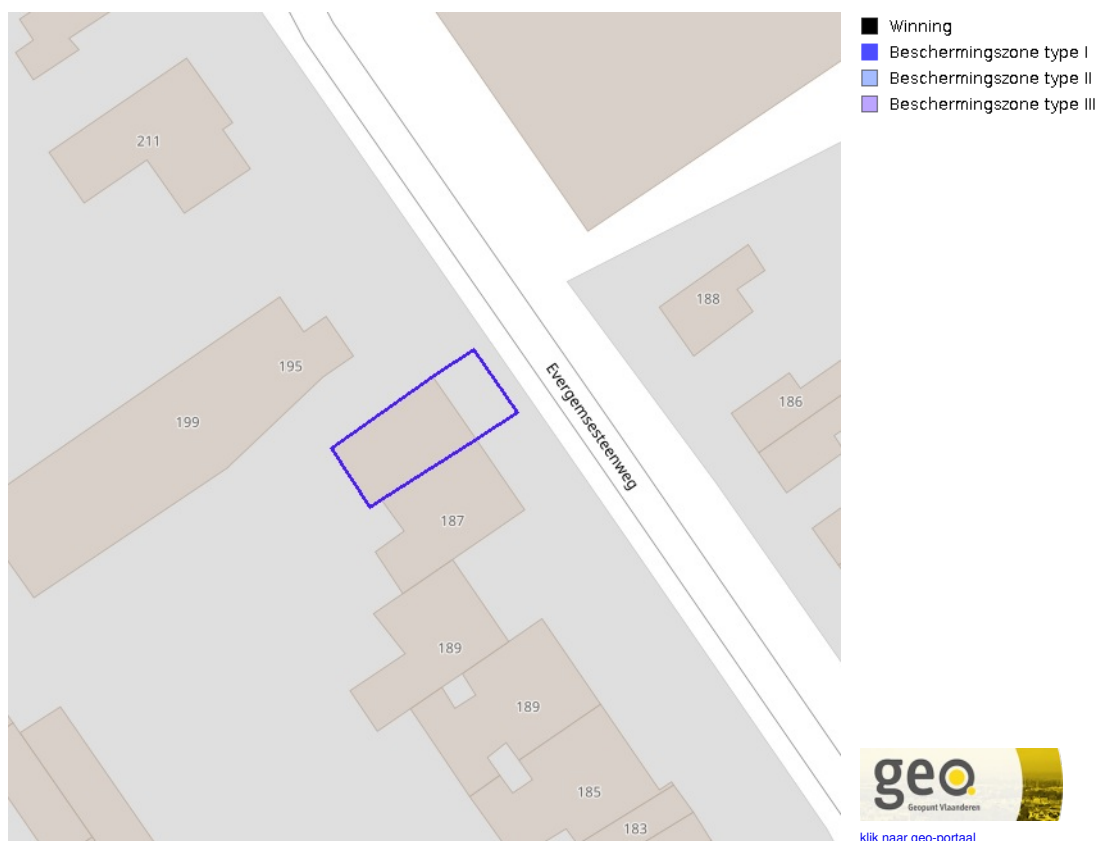 Winning
Beschermingszone type I
Beschermingszone type II
Beschermingszone type III
211
188
195
186
199
Evergemsesteenweg
187
189
189
185
183
geo
Geopunt Vlaanderen
klik naar geo-portaal